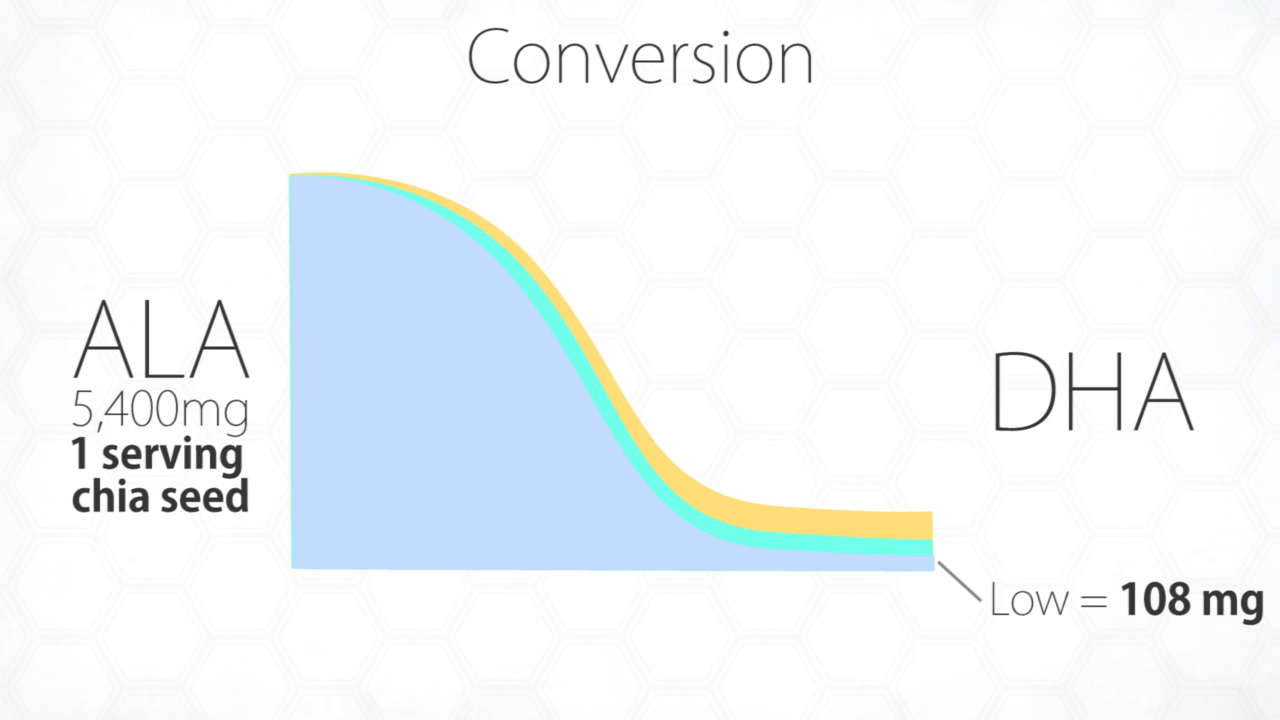 Conversion
ALA
5,400mg
1 serving
chia seed
DHA
Low = 108 mg